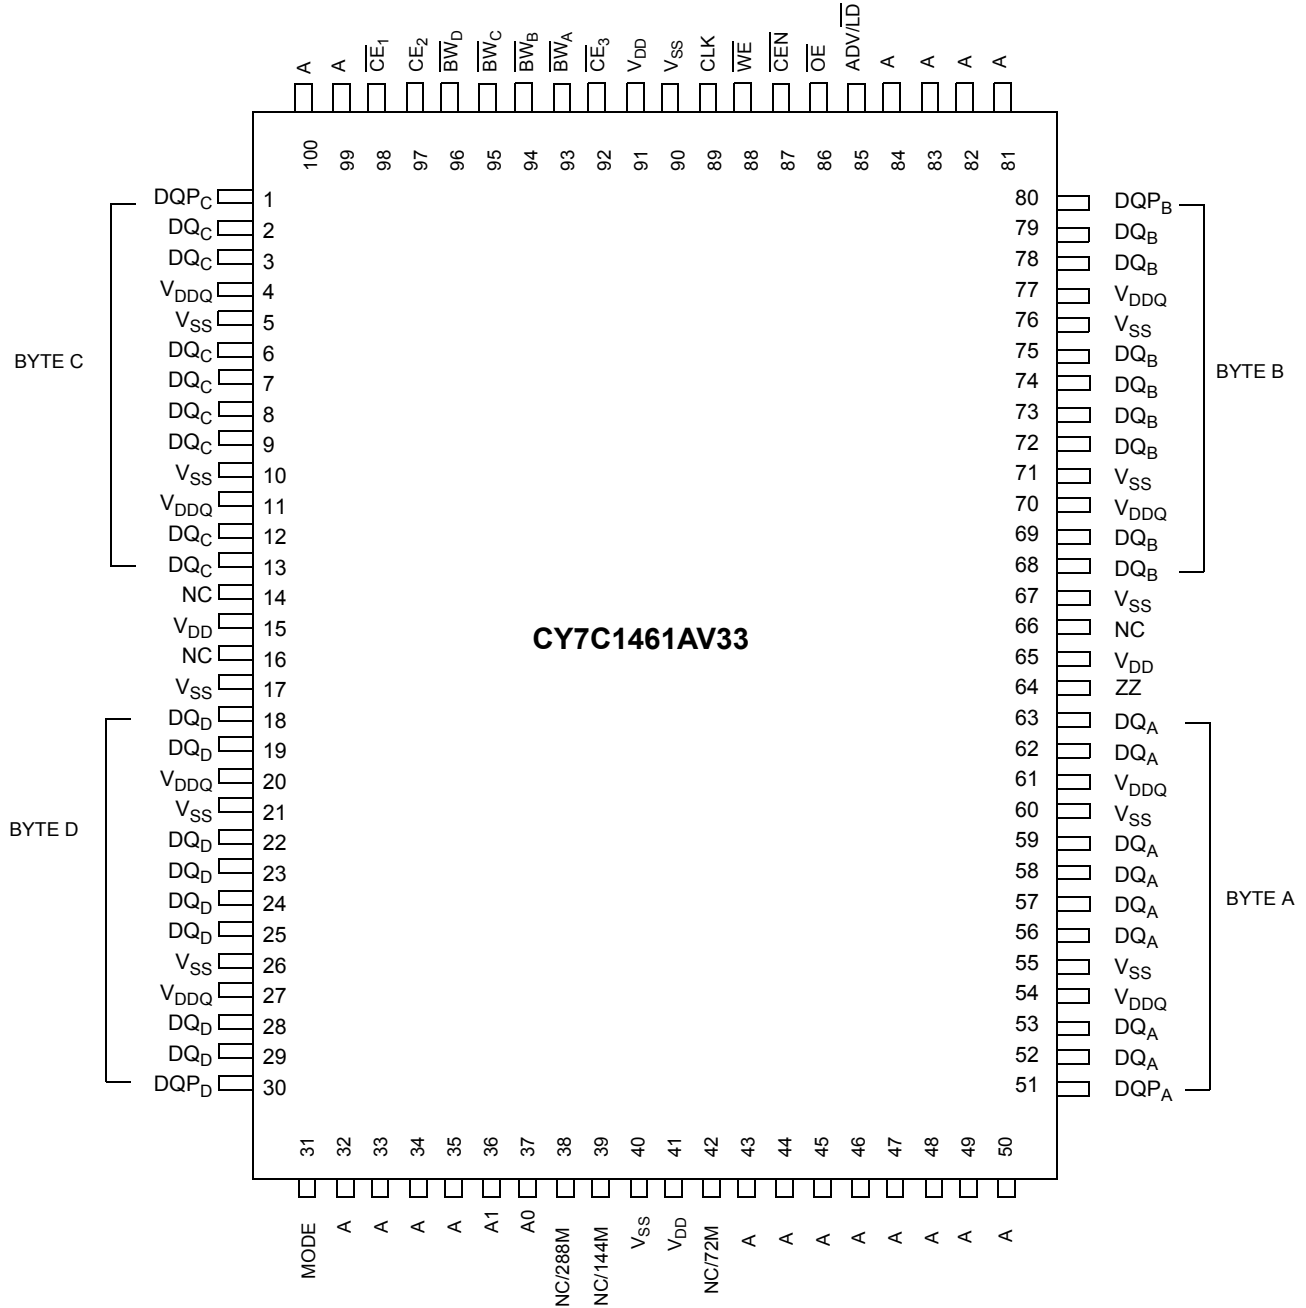 A A CE1 CE2 BWD BWC BWB BWA CE3 VDD VSS CLK WE CEN OE ADV/LD A A A A
100 99 98 97 96 95 94 93 92 91 90 89 88 87 86 85 84 83 82 81
DQPC 1 80 DQPB
DQC 2 79 DQB
DQC 3 78 DQB
VDDQ 4 77 VDDQ
VSS 5 76 VSS
DQC 6 75 DQB
BYTE C DQC 7 74 DQB BYTE B
DQC 8 73 DQB
DQC 9 72 DQB
VSS 10 71 VSS
VDDQ 11 70 VDDQ
DQC 12 69 DQB
DQC 13 68 DQB
NC 14 67 VSS
VDD 15 CY7C1461AV33 66 NC
NC 16 65 VDD
VSS 17 64 ZZ
DQD 18 63 DQA
DQD 19 62 DQA
VDDQ 20 61 VDDQ
VSS 21 60 VSS
BYTE D DQD 22 59 DQA
DQD 23 58 DQA
DQD 24 57 DQA BYTE A
DQD 25 56 DQA
VSS 26 55 VSS
VDDQ 27 54 VDDQ
DQD 28 53 DQA
DQD 29 52 DQA
DQPD 30 51 DQPA
31 32 33 34 35 36 37 38 39 40 41 42 43 44 45 46 47 48 49 50
MODE A A A A A1 A0 NC/288M NC/144M VSS VDD NC/72M A A A A A A A A